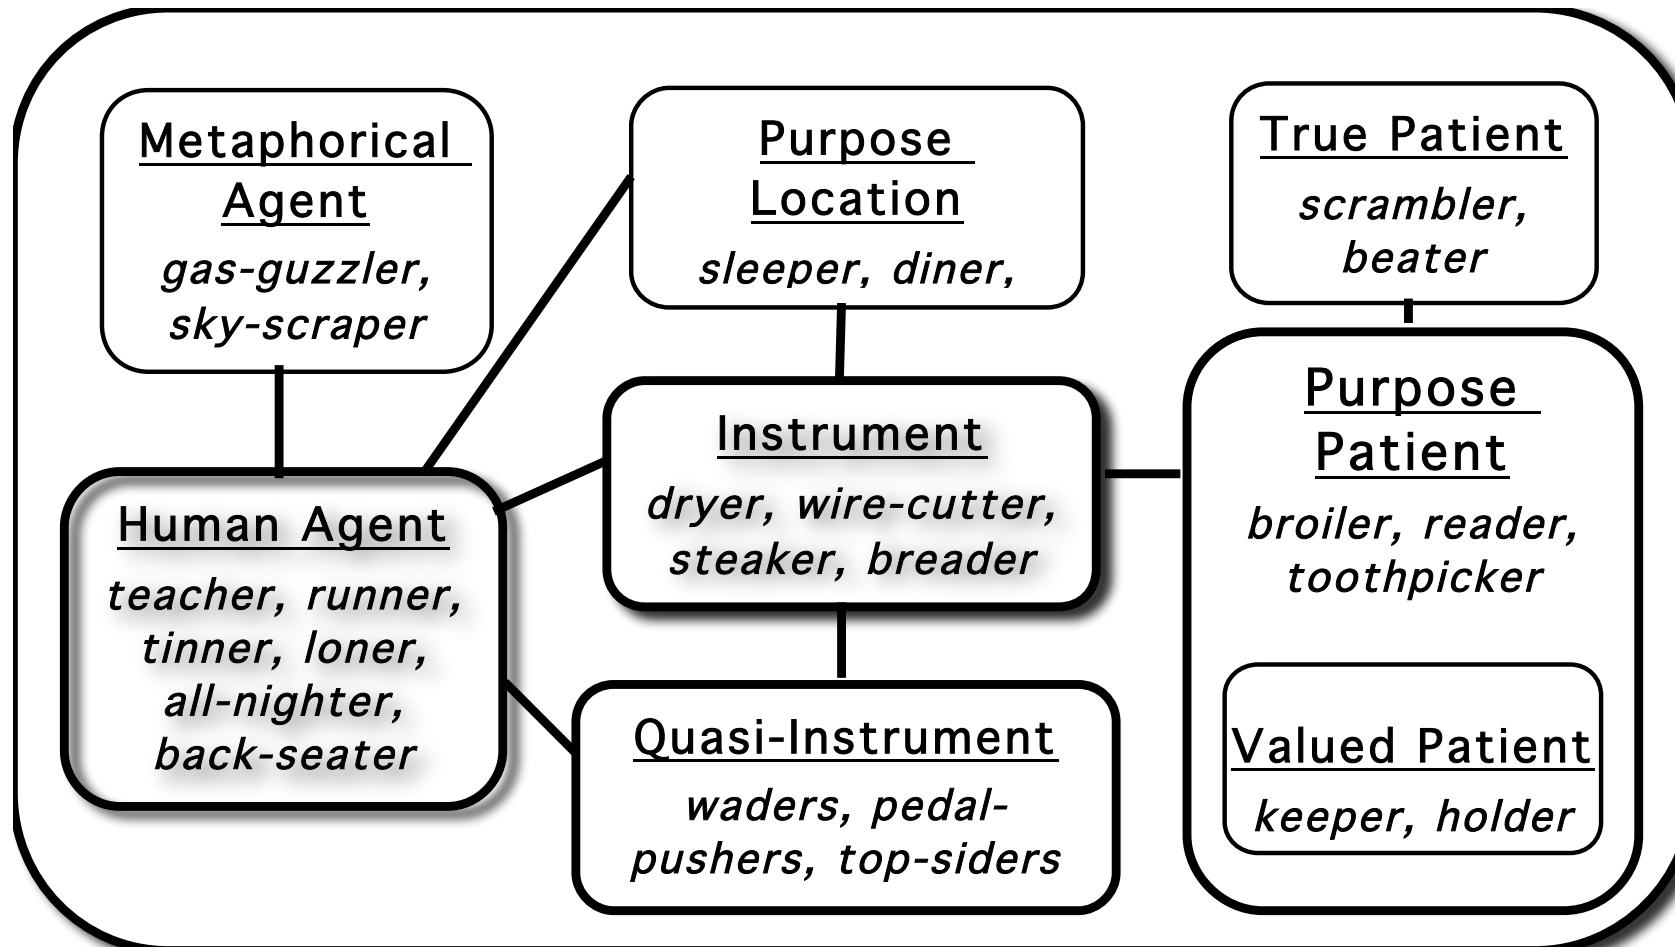 Metaphorical
Agent
gas-guzzler,
sky-scraper
Purpose
Location
sleeper, diner,
True Patient
scrambler,
beater
Human Agent
teacher, runner,
tinner, loner,
all-nighter,
back-seater
Instrument
dryer, wire-cutter,
steaker, breader
Purpose
Patient
broiler, reader,
toothpicker
Quasi-Instrument
waders, pedal-
pushers, top-siders
Valued Patient
keeper, holder